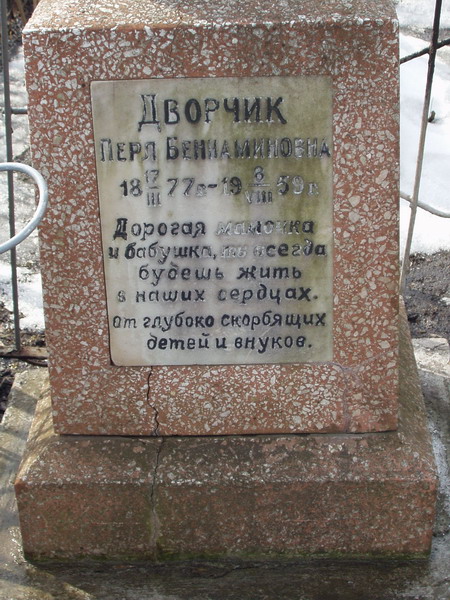 Дворчик
Перя Бениаминовна
18 17/III 77г-19 6/VIII 59г.
Дорогая мамочка
и бабушка, ты всегда
будешь жить
в наших сердцах.
от глубоко скорбящих
детей и внуков.